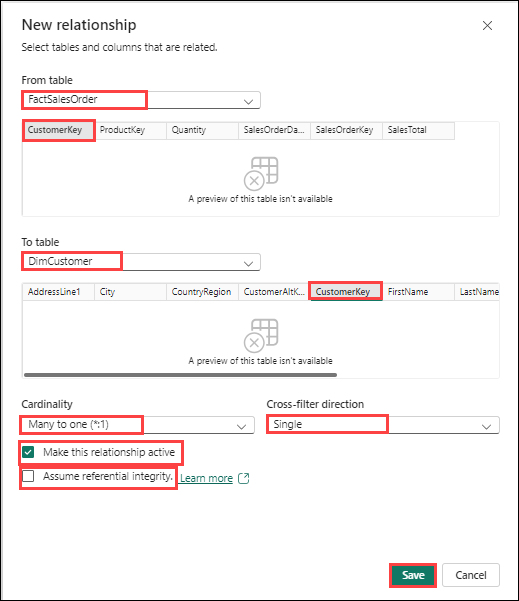 New relationship
Select tables and columns that are related.
From table
FactSalesOrder
CustomerKey ProductKey Quantity SalesOrderDa... SalesOrderKey SalesTotal
A preview of this table isn't available
To table
DimCustomer
AddressLine1 City CountryRegion CustomerAltK... CustomerKey FirstName LastName
A preview of this table isn't available
Cardinality Cross-filter direction
Many to one (*:1) Single
Make this relationship active
Assume referential integrity. Learn more
Save Cancel